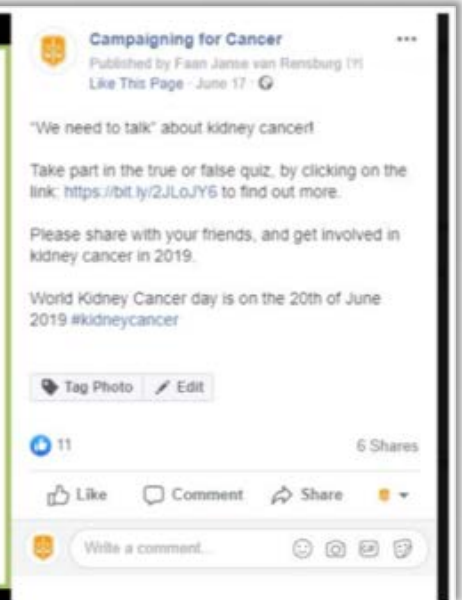 Campaigning for Cancer
Published by Faan Janse van Rensburg [?]
Like This Page · June 17 ·
"We need to talk" about kidney cancer!
Take part in the true or false quiz, by clicking on the
link: https://bit.ly/2JLoJY6 to find out more.
Please share with your friends, and get involved in
kidney cancer in 2019.
World Kidney Cancer day is on the 20th of June
2019 #kidneycancer
Tag Photo Edit
11 6 Shares
Like Comment Share
Write a comment...
GIF